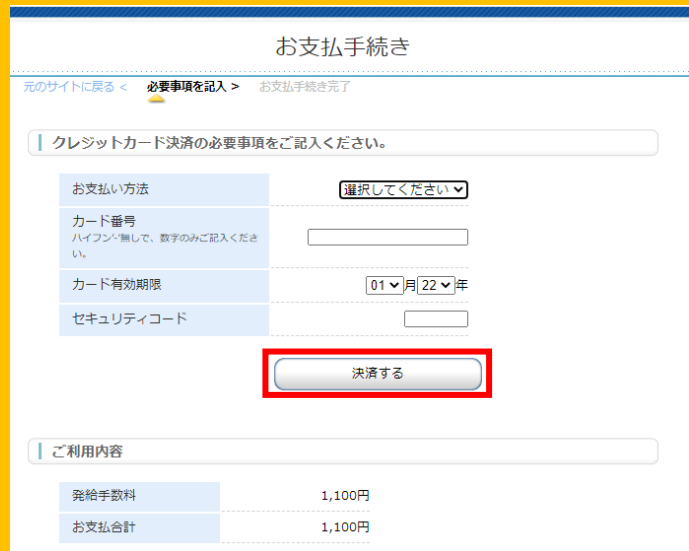 お支払手続き
元のサイトに戻る < 必要事項を記入 > お支払手続き完了
クレジットカード決済の必要事項をご記入ください。
お支払い方法 選択してください
カード番号
ハイフン'-'無しで、数字のみご記入くださ
い。
カード有効期限 01 月 22 年
セキュリティコード
決済する
ご利用内容
発給手数料 1,100円
お支払合計 1,100円